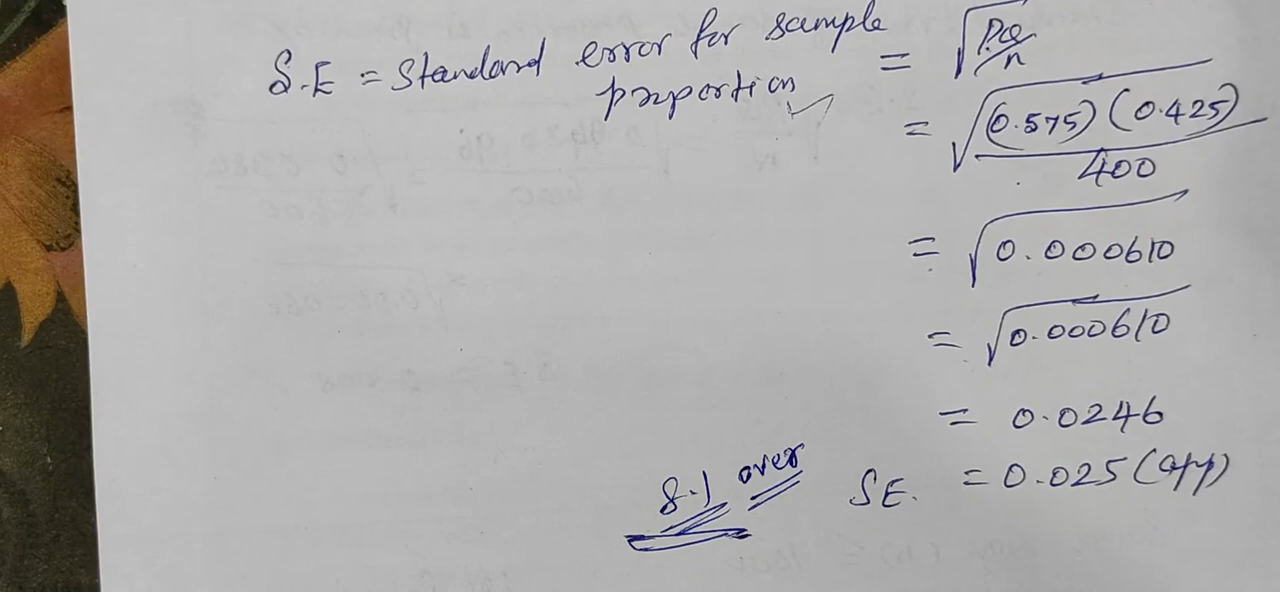 S.E = Standard error for sample proportion = √PQ/n
= √(0.575)(0.425)/400
= √0.000610
= √0.000610
= 0.0246
S.E. = 0.025 (app)
8.1 over